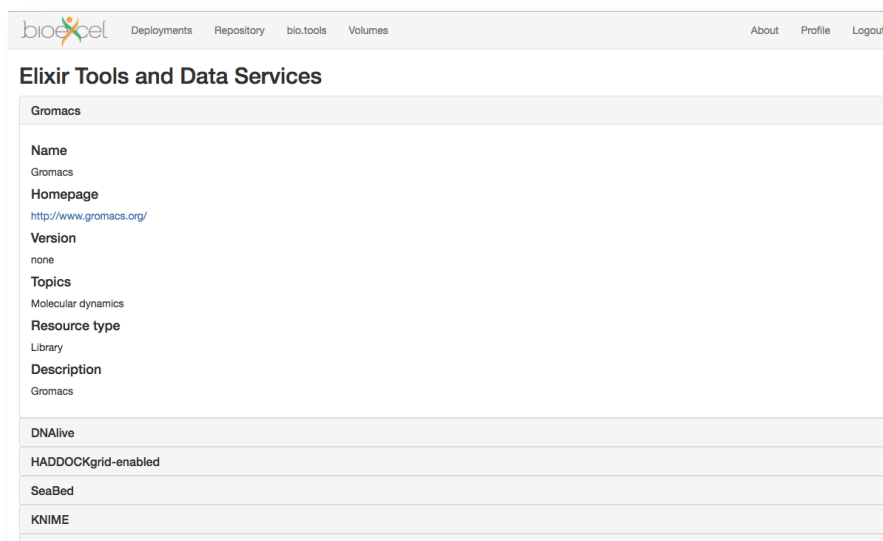 bioexcel Deployments Repository bio.tools Volumes About Profile Logout
Elixir Tools and Data Services
Gromacs
Name
Gromacs
Homepage
http://www.gromacs.org/
Version
none
Topics
Molecular dynamics
Resource type
Library
Description
Gromacs
DNAlive
HADDOCKgrid-enabled
SeaBed
KNIME